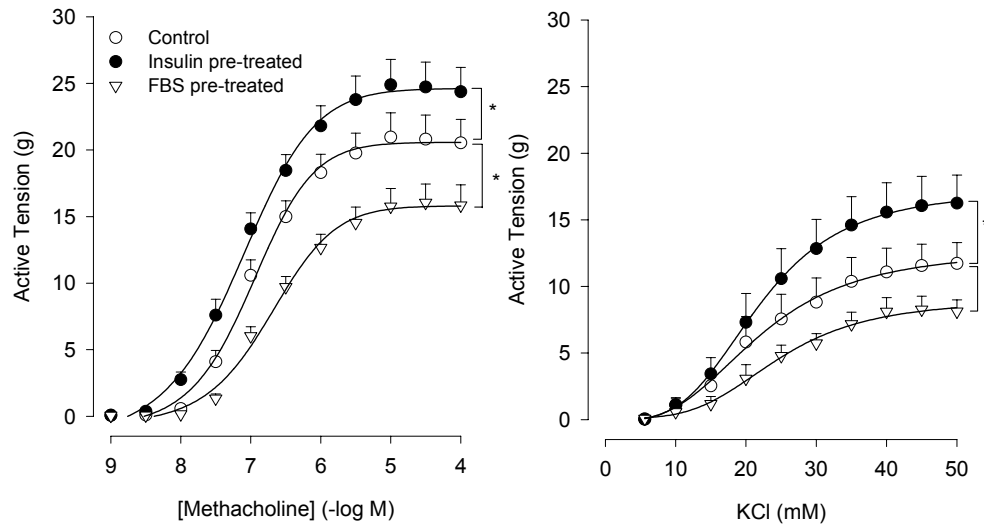 30
25
20
15
10
5
0
Active Tension (g)
Control
Insulin pre-treated
FBS pre-treated
*
*
9 8 7 6 5 4
[Methacholine] (-log M)
30
25
20
15
10
5
0
Active Tension (g)
*
0 10 20 30 40 50
KCl (mM)